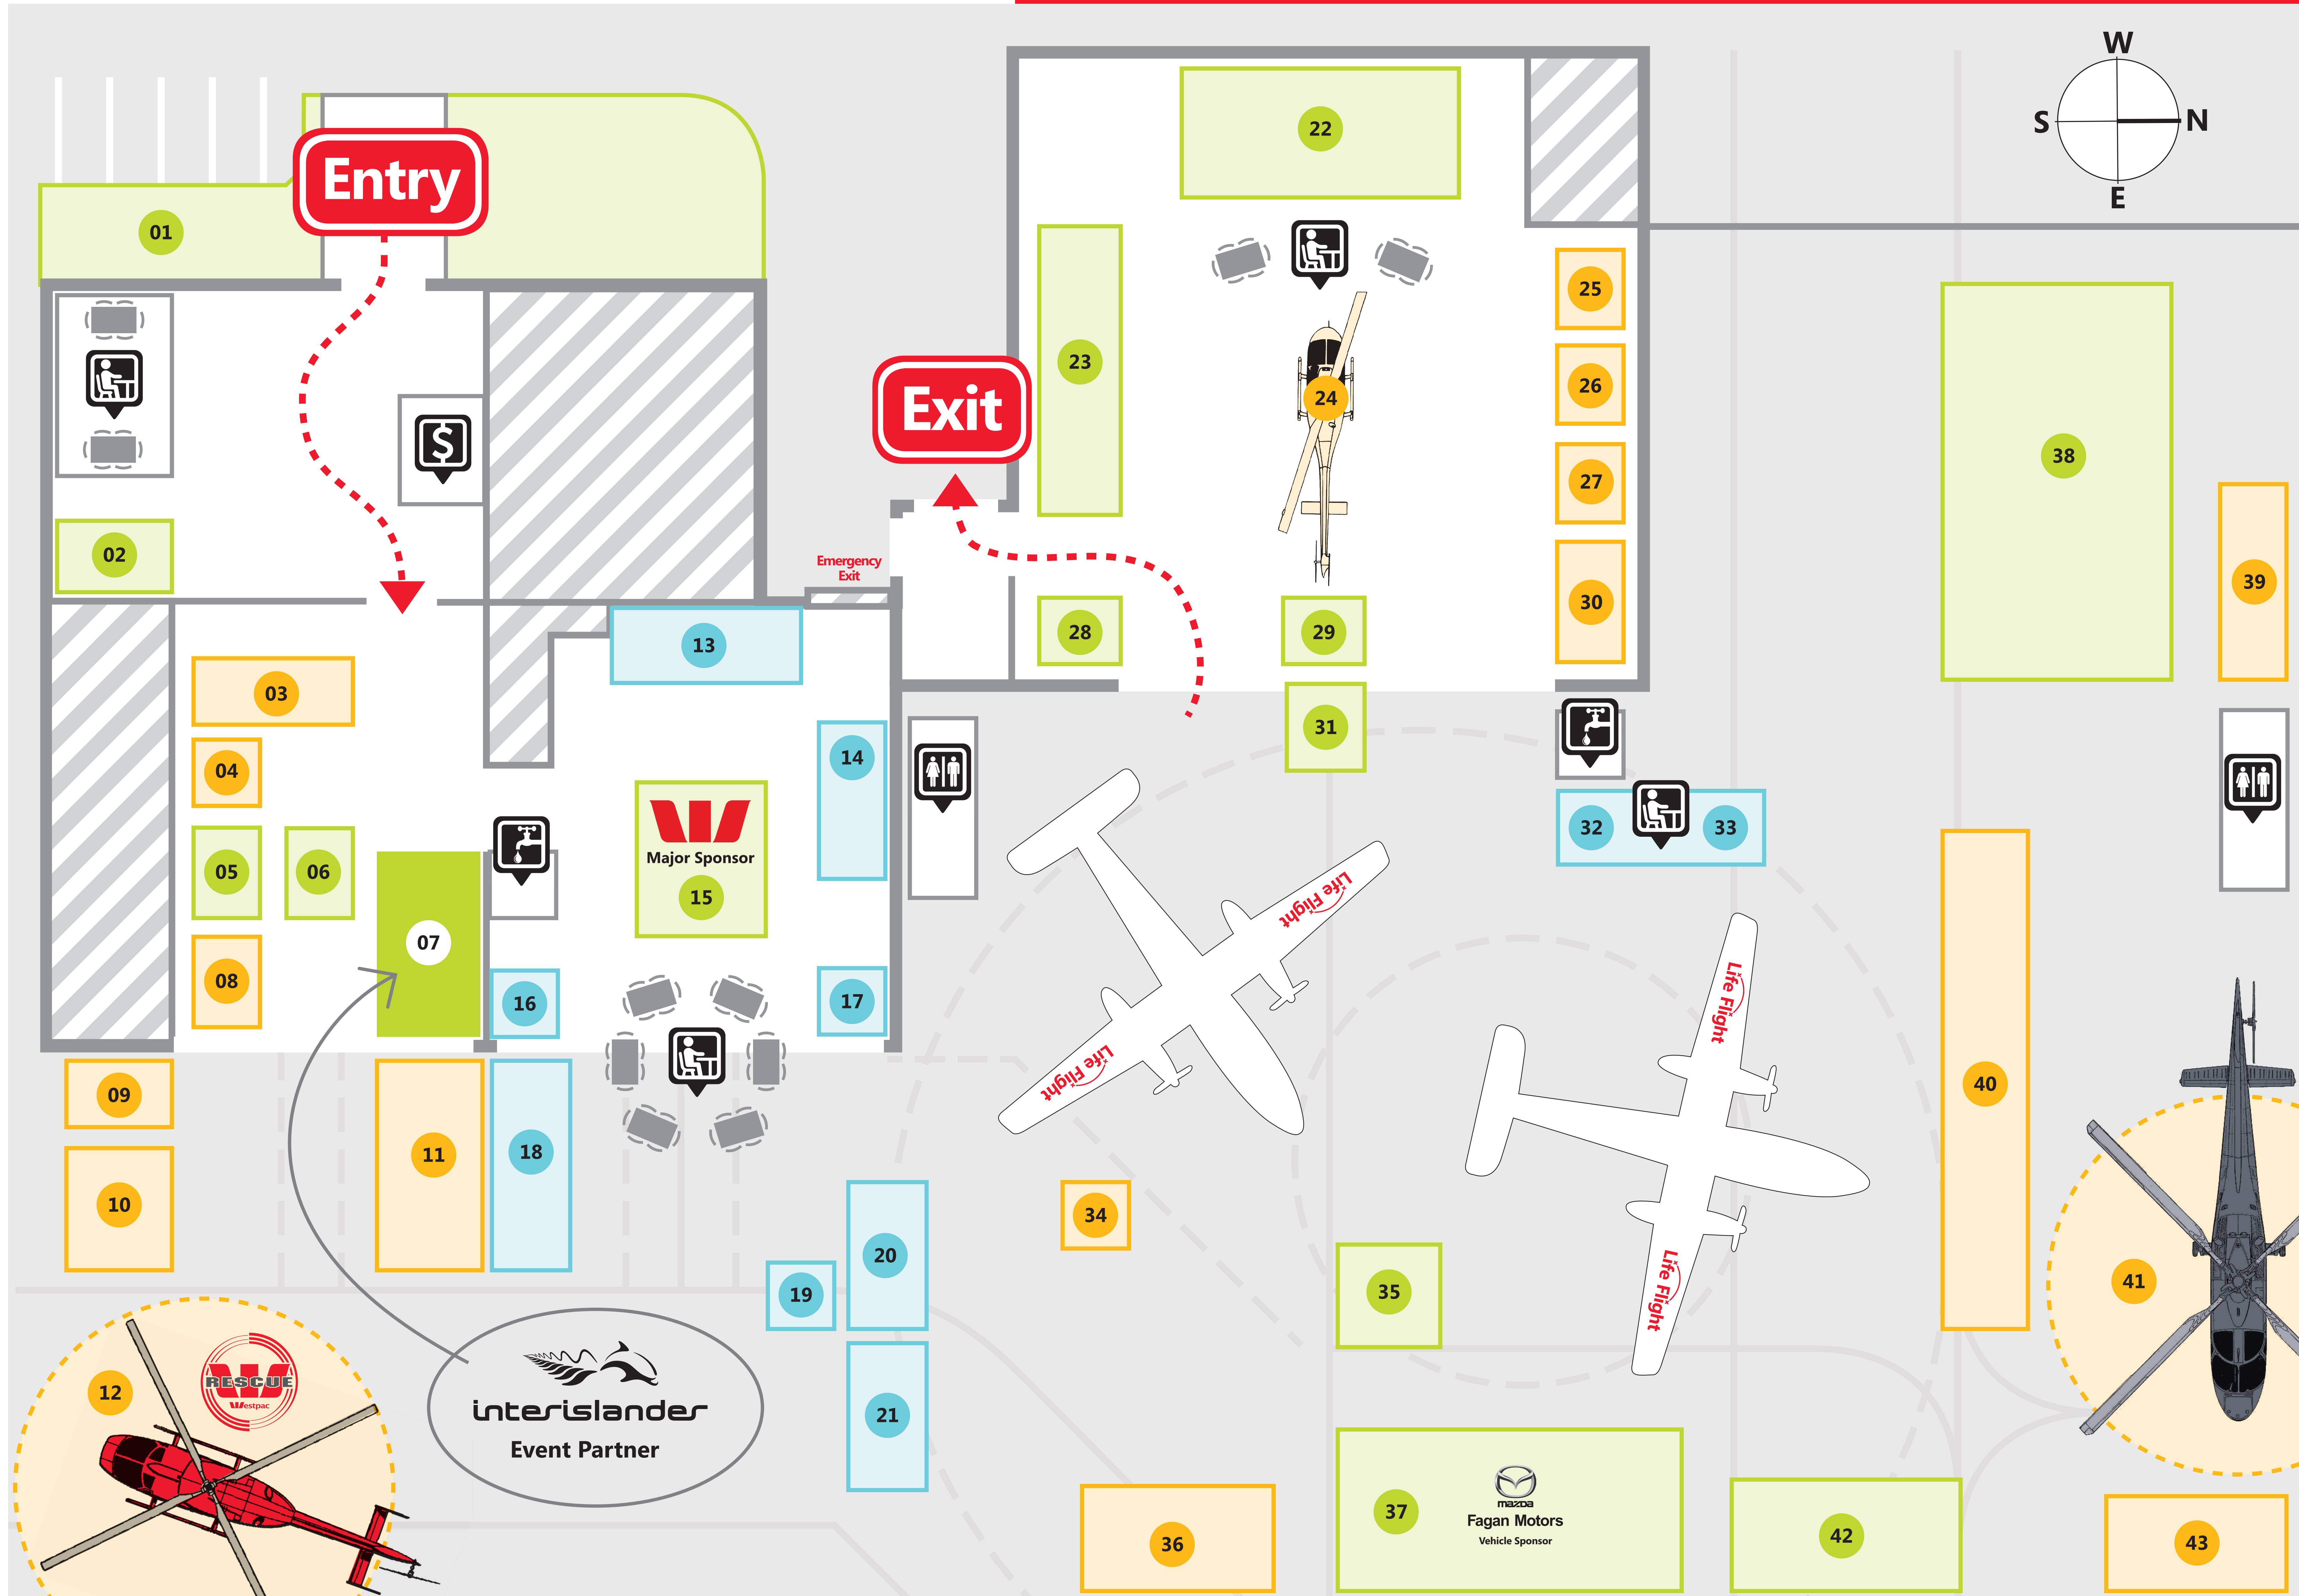 W
S
N
E
Entry
01
22
23
24
25
26
27
30
Exit
$
02
Emergency
Exit
28
29
31
38
39
03
04
05
06
07
08
13
14
Major Sponsor
15
16
17
32
33
Life Flight
Life Flight
Life Flight
Life Flight
09
10
11
18
19
20
21
34
35
40
41
12
RESCUE
Westpac
interislander
Event Partner
36
37
mazda
Fagan Motors
Vehicle Sponsor
42
43